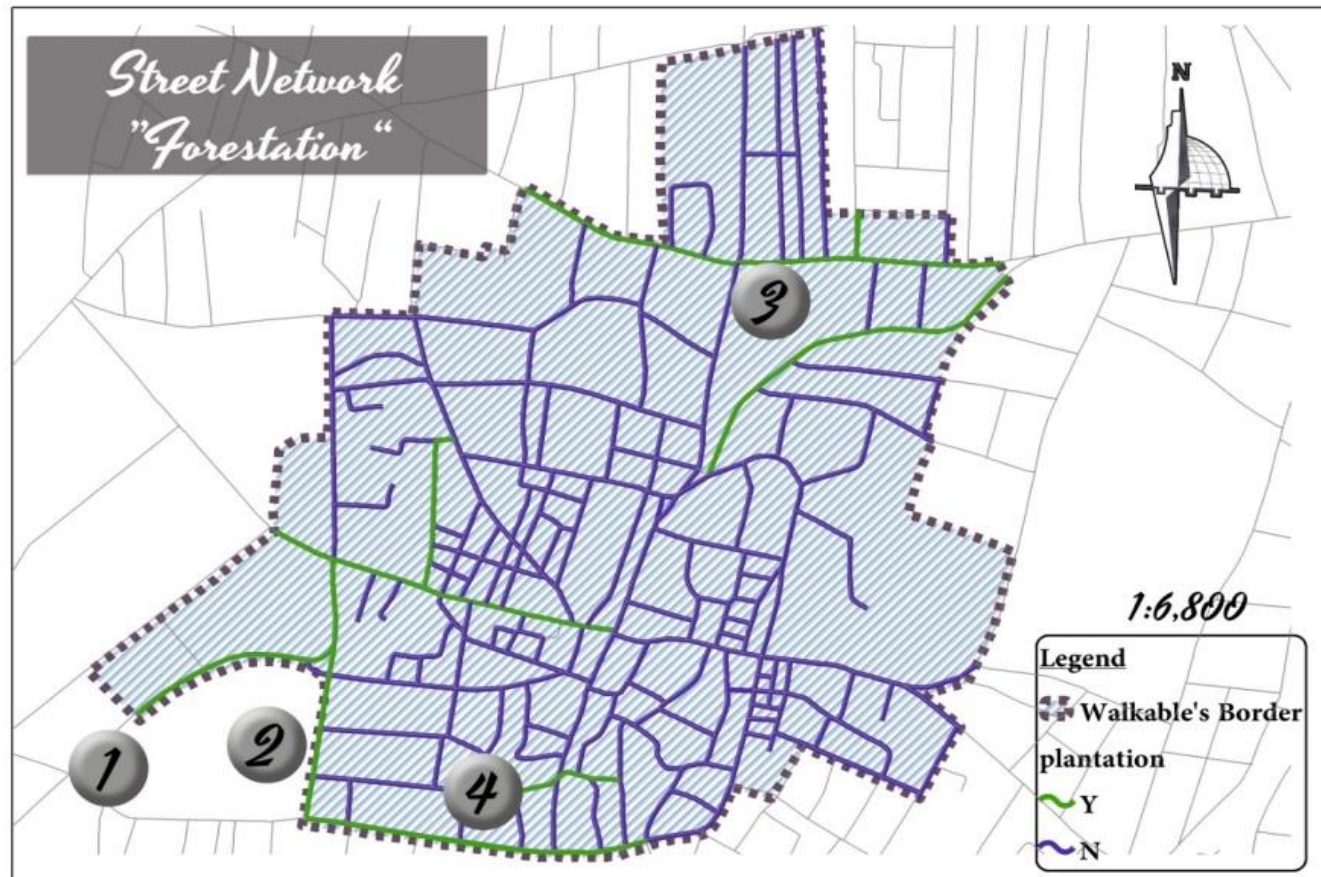 Street Network
"Forestation"
N
3
1:6,800
Legend
Walkable's Border
plantation
Y
N
1
2
4